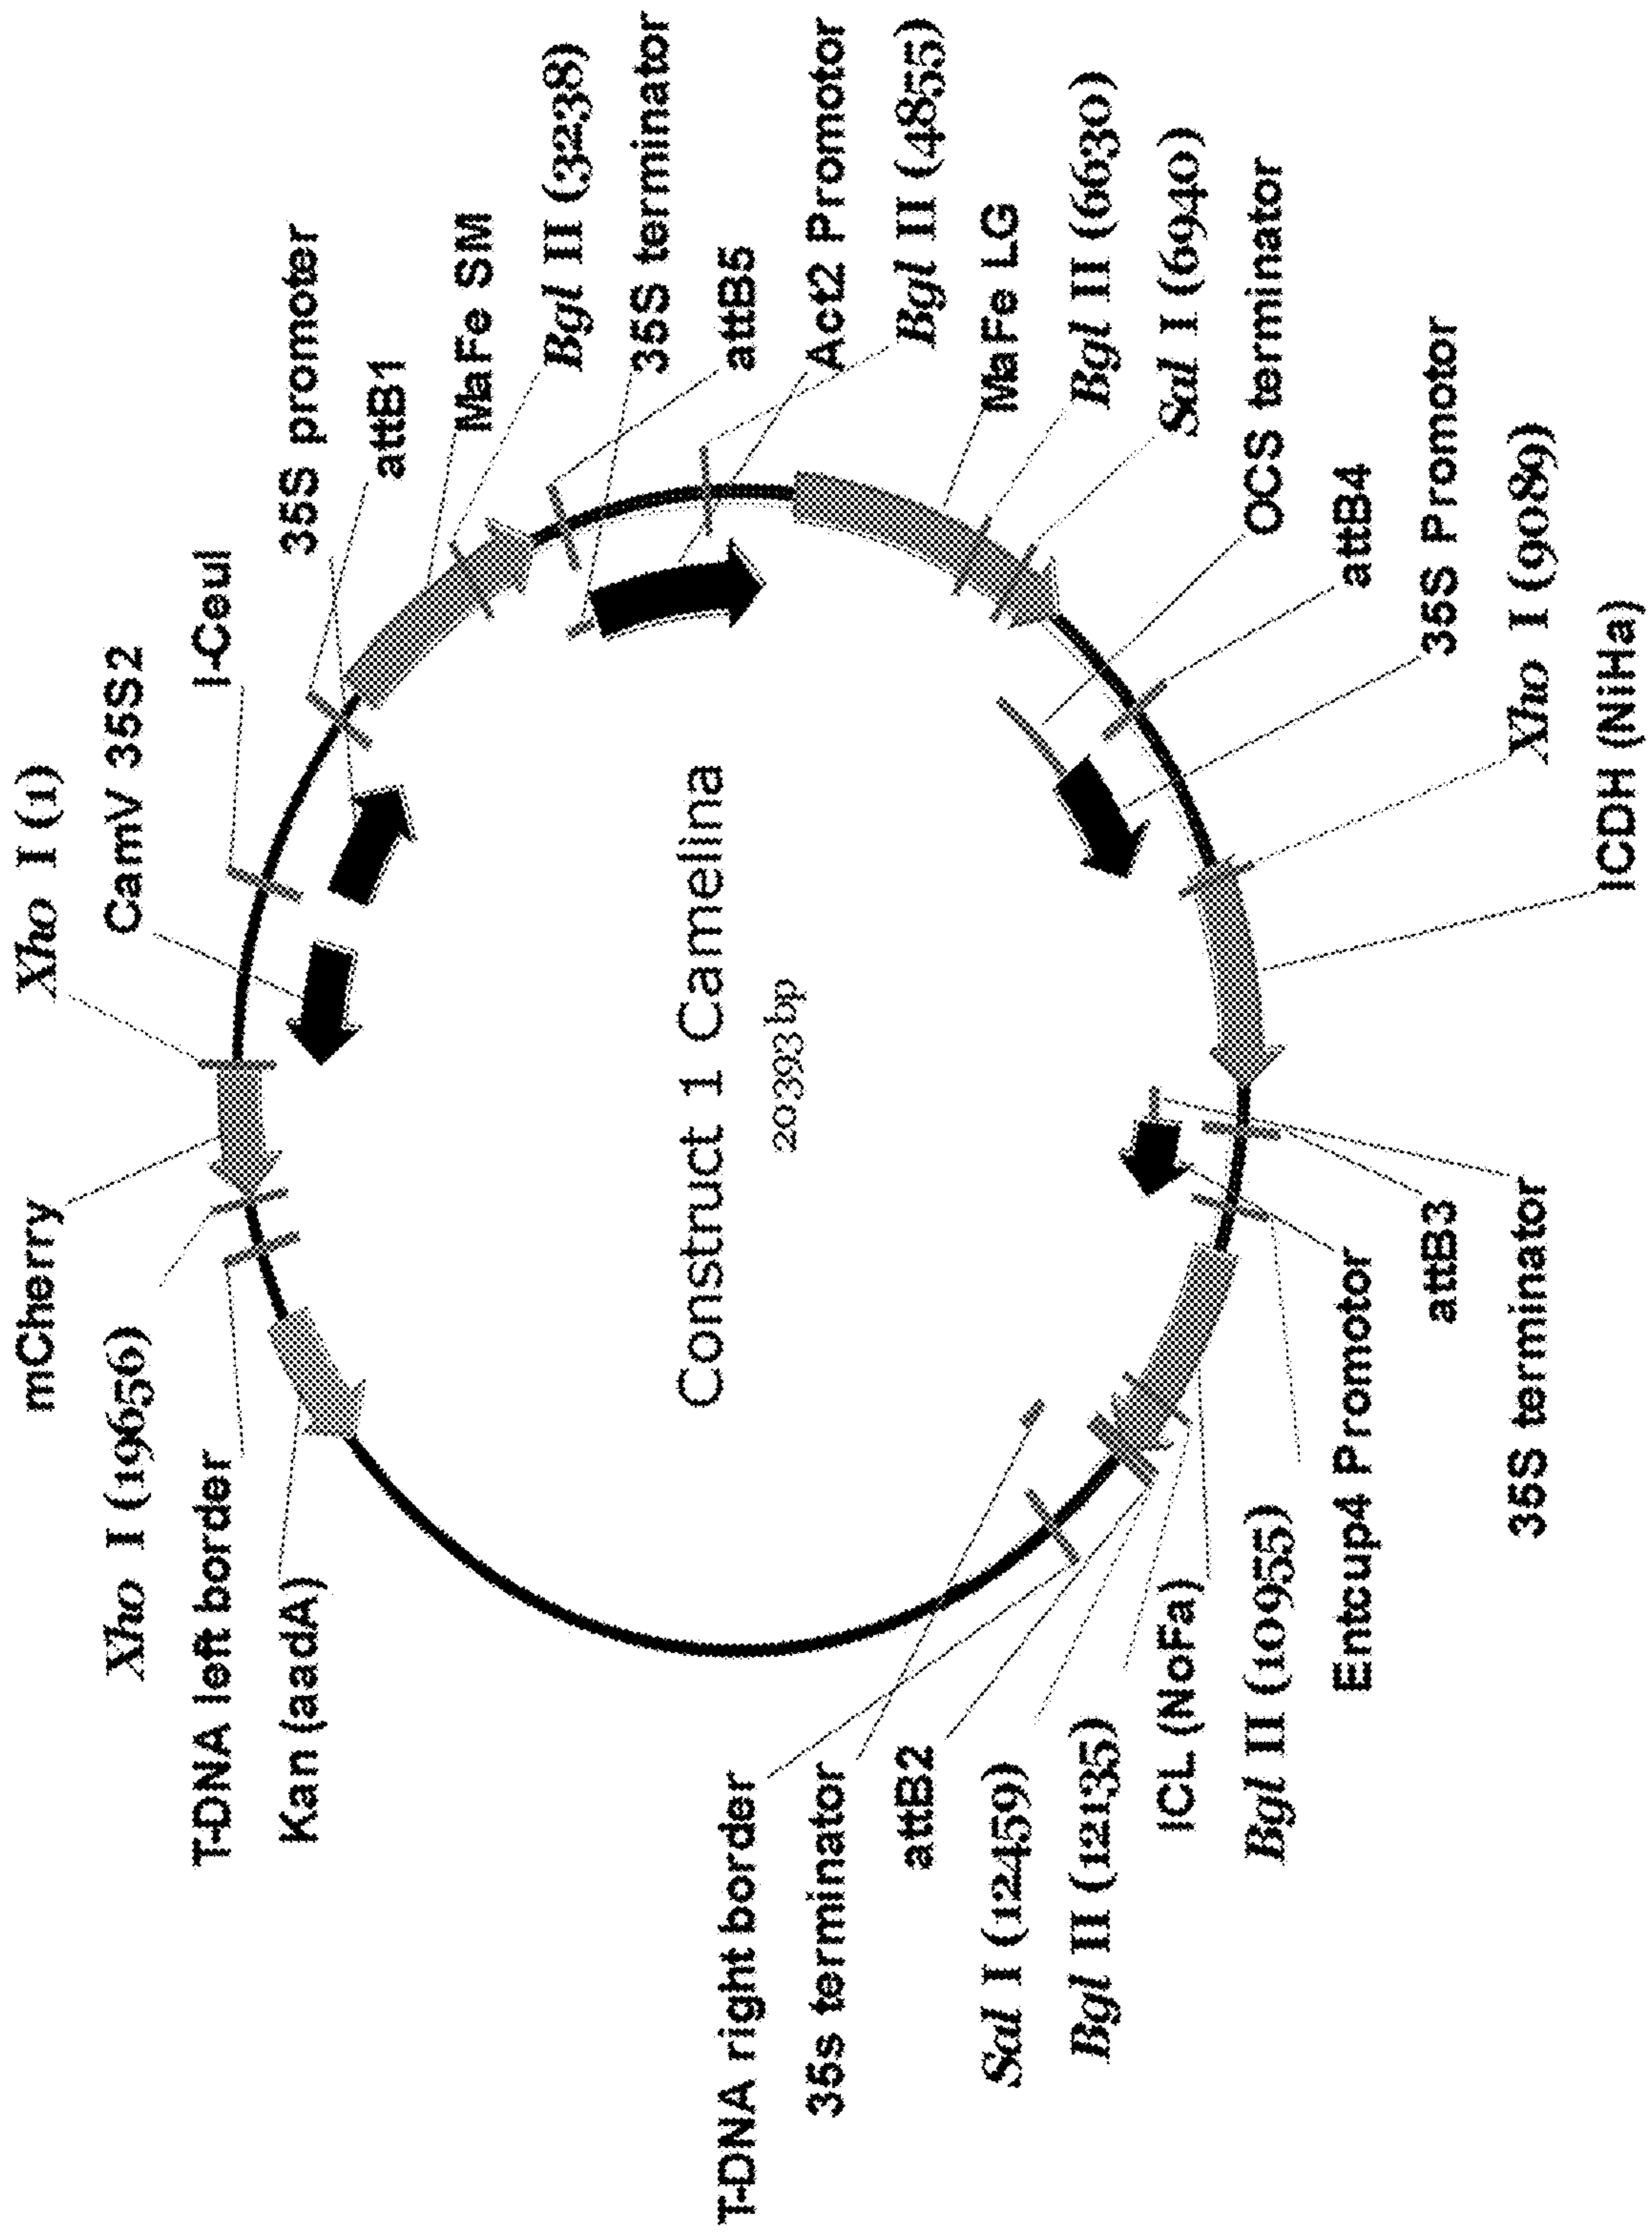 Xho I (1)
CamV 35S2
I-CeuI
35S promoter
attB1
MaFe SM
Bgl II (3238)
35S terminator
attB5
Act2 Promotor
Bgl II (4855)
MaFe LG
Bgl II (6630)
Sal I (6940)
OCS terminator
attB4
35S Promotor
Xho I (9089)
ICDH (NiHa)
mCherry
Xho I (19656)
T-DNA left border
Kan (aadA)
Construct 1 Camelina
20393 bp
T-DNA right border
35s terminator
attB2
Sal I (12459)
Bgl II (12135)
ICL (NoFa)
Bgl II (10955)
Entcup4 Promotor
attB3
35S terminator